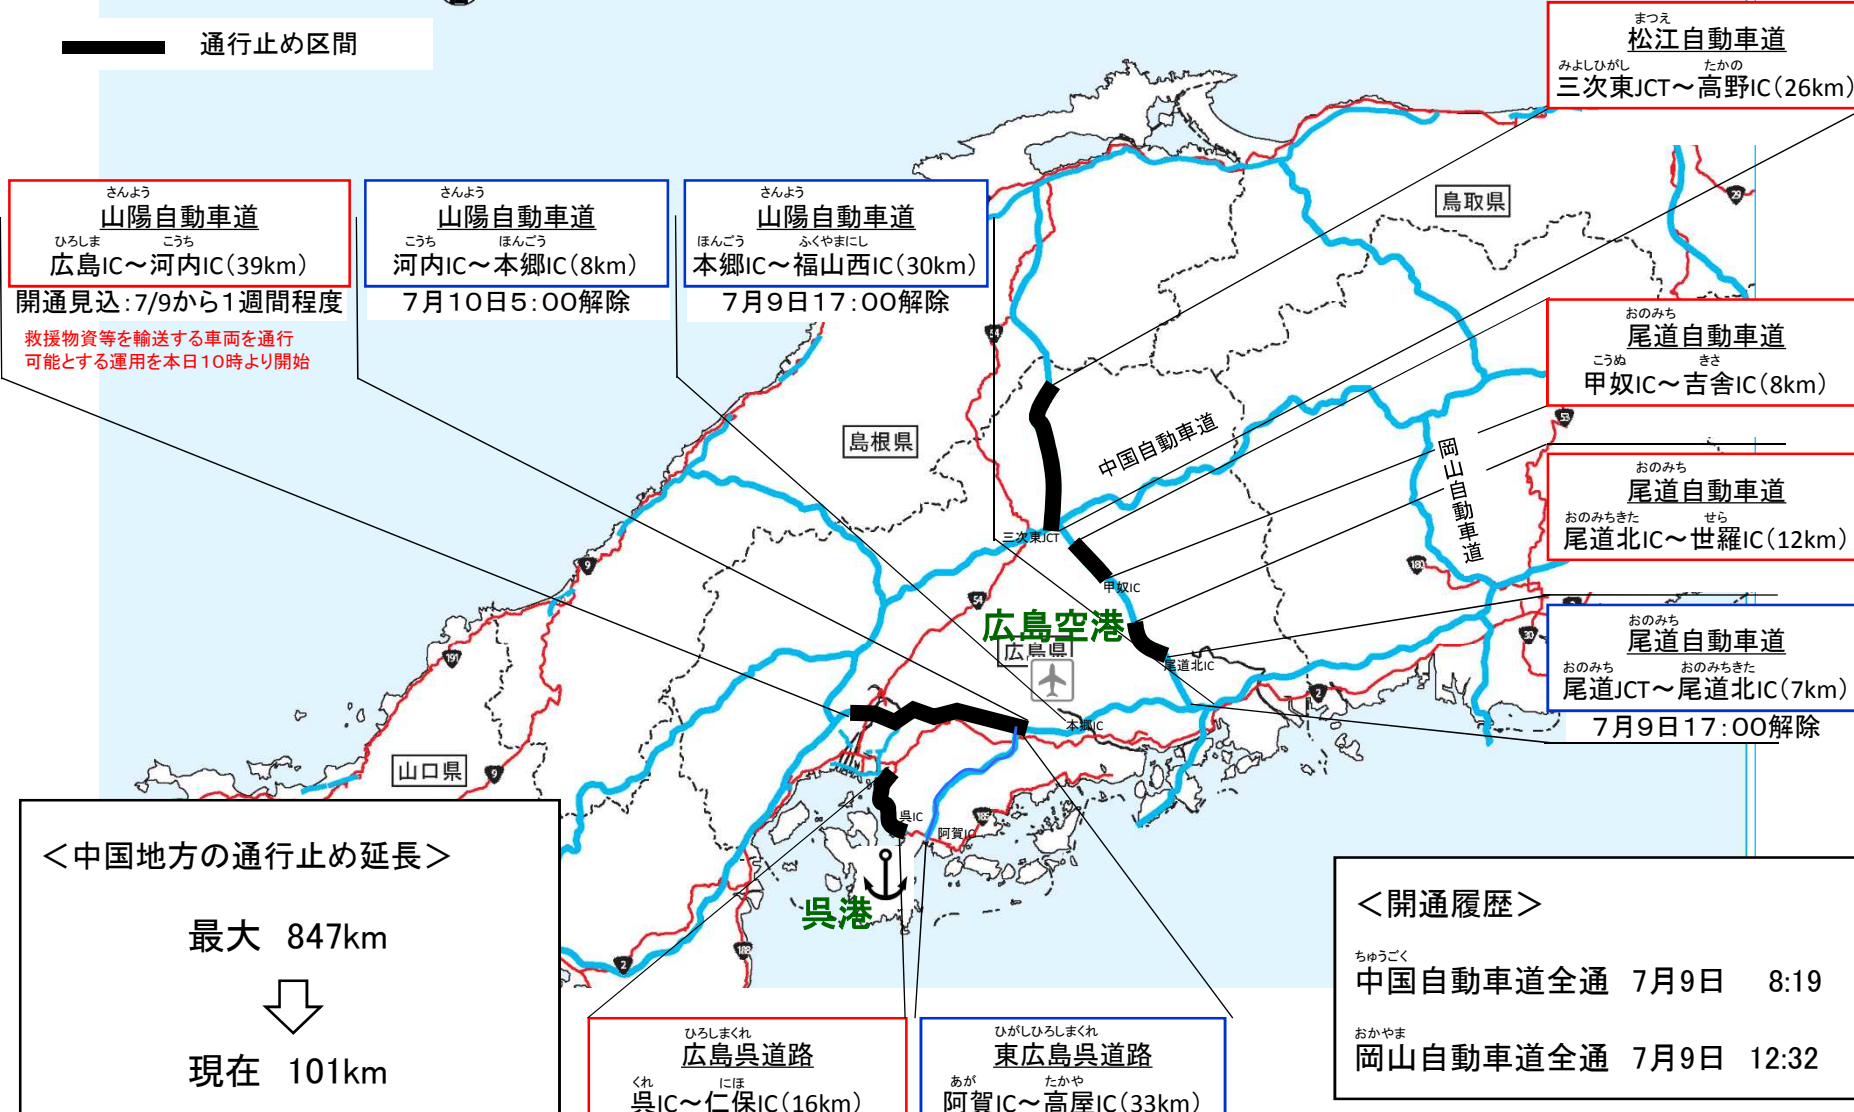 通行止め区間
まつえ
松江自動車道
みよしひがし たかの
三次東JCT～高野IC(26km)
さんよう
山陽自動車道
ひろしま こうち
広島IC～河内IC(39km)
開通見込:7/9から1週間程度
救援物資等を輸送する車両を通行
可能とする運用を本日10時より開始
さんよう
山陽自動車道
こうち ほんごう
河内IC～本郷IC(8km)
7月10日5:00解除
さんよう
山陽自動車道
ほんごう ふくやまにし
本郷IC～福山西IC(30km)
7月9日17:00解除
鳥取県
29
54
おのみち
尾道自動車道
こうぬ きさ
甲奴IC～吉舎IC(8km)
53
島根県
中国自動車道
岡山自動車道
おのみち
尾道自動車道
おのみちきた せら
尾道北IC～世羅IC(12km)
三次東JCT
9
甲奴IC
54
広島空港
広島県
尾道北IC
30
191
おのみち
尾道自動車道
おのみち おのみちきた
尾道JCT～尾道北IC(7km)
7月9日17:00解除
2
本郷IC
山口県
9
呉IC
阿賀IC
185
呉港
2
188
＜中国地方の通行止め延長＞
最大 847km
現在 101km
ひろしまくれ
広島呉道路
くれ にほ
呉IC～仁保IC(16km)
ひがしひろしまくれ
東広島呉道路
あが たかや
阿賀IC～高屋IC(33km)
＜開通履歴＞
ちゅうごく
中国自動車道全通 7月9日 8:19
おかやま
岡山自動車道全通 7月9日 12:32